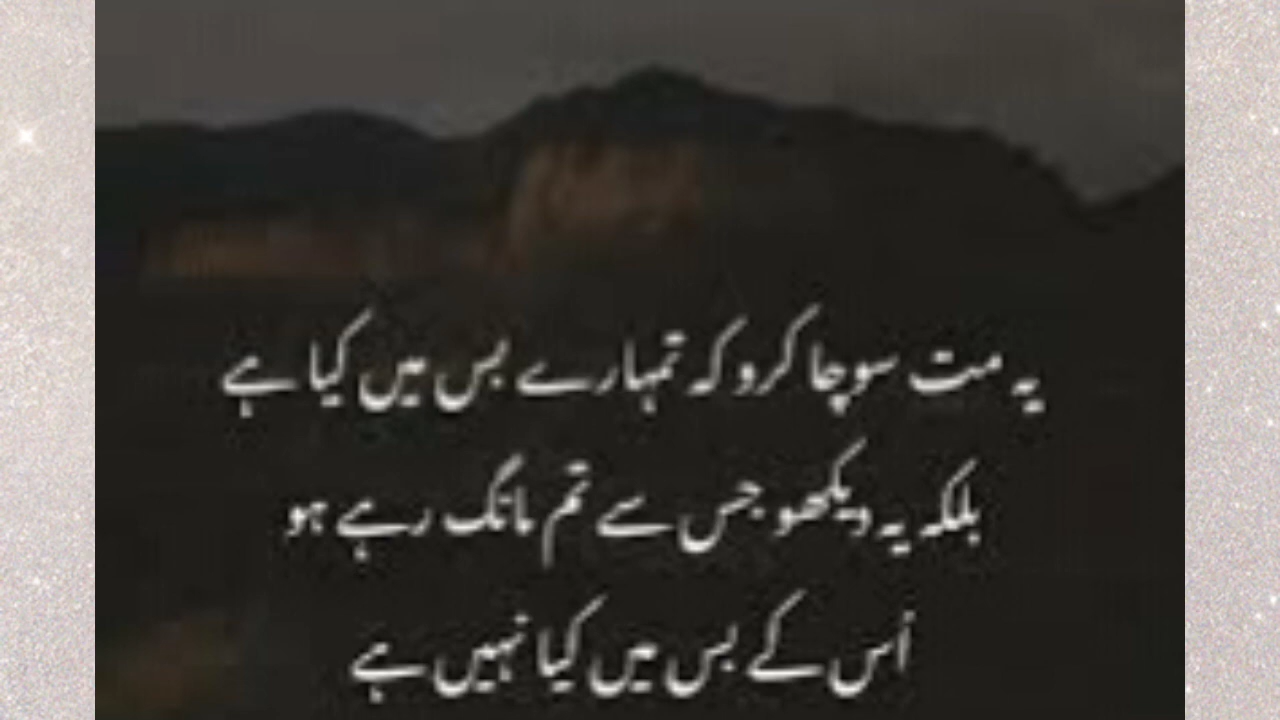 یہ مت سوچا کرو کہ تمہارے بس میں کیا ہے
بلکہ یہ دیکھو جس سے تم مانگ رہے ہو
اُس کے بس میں کیا نہیں ہے